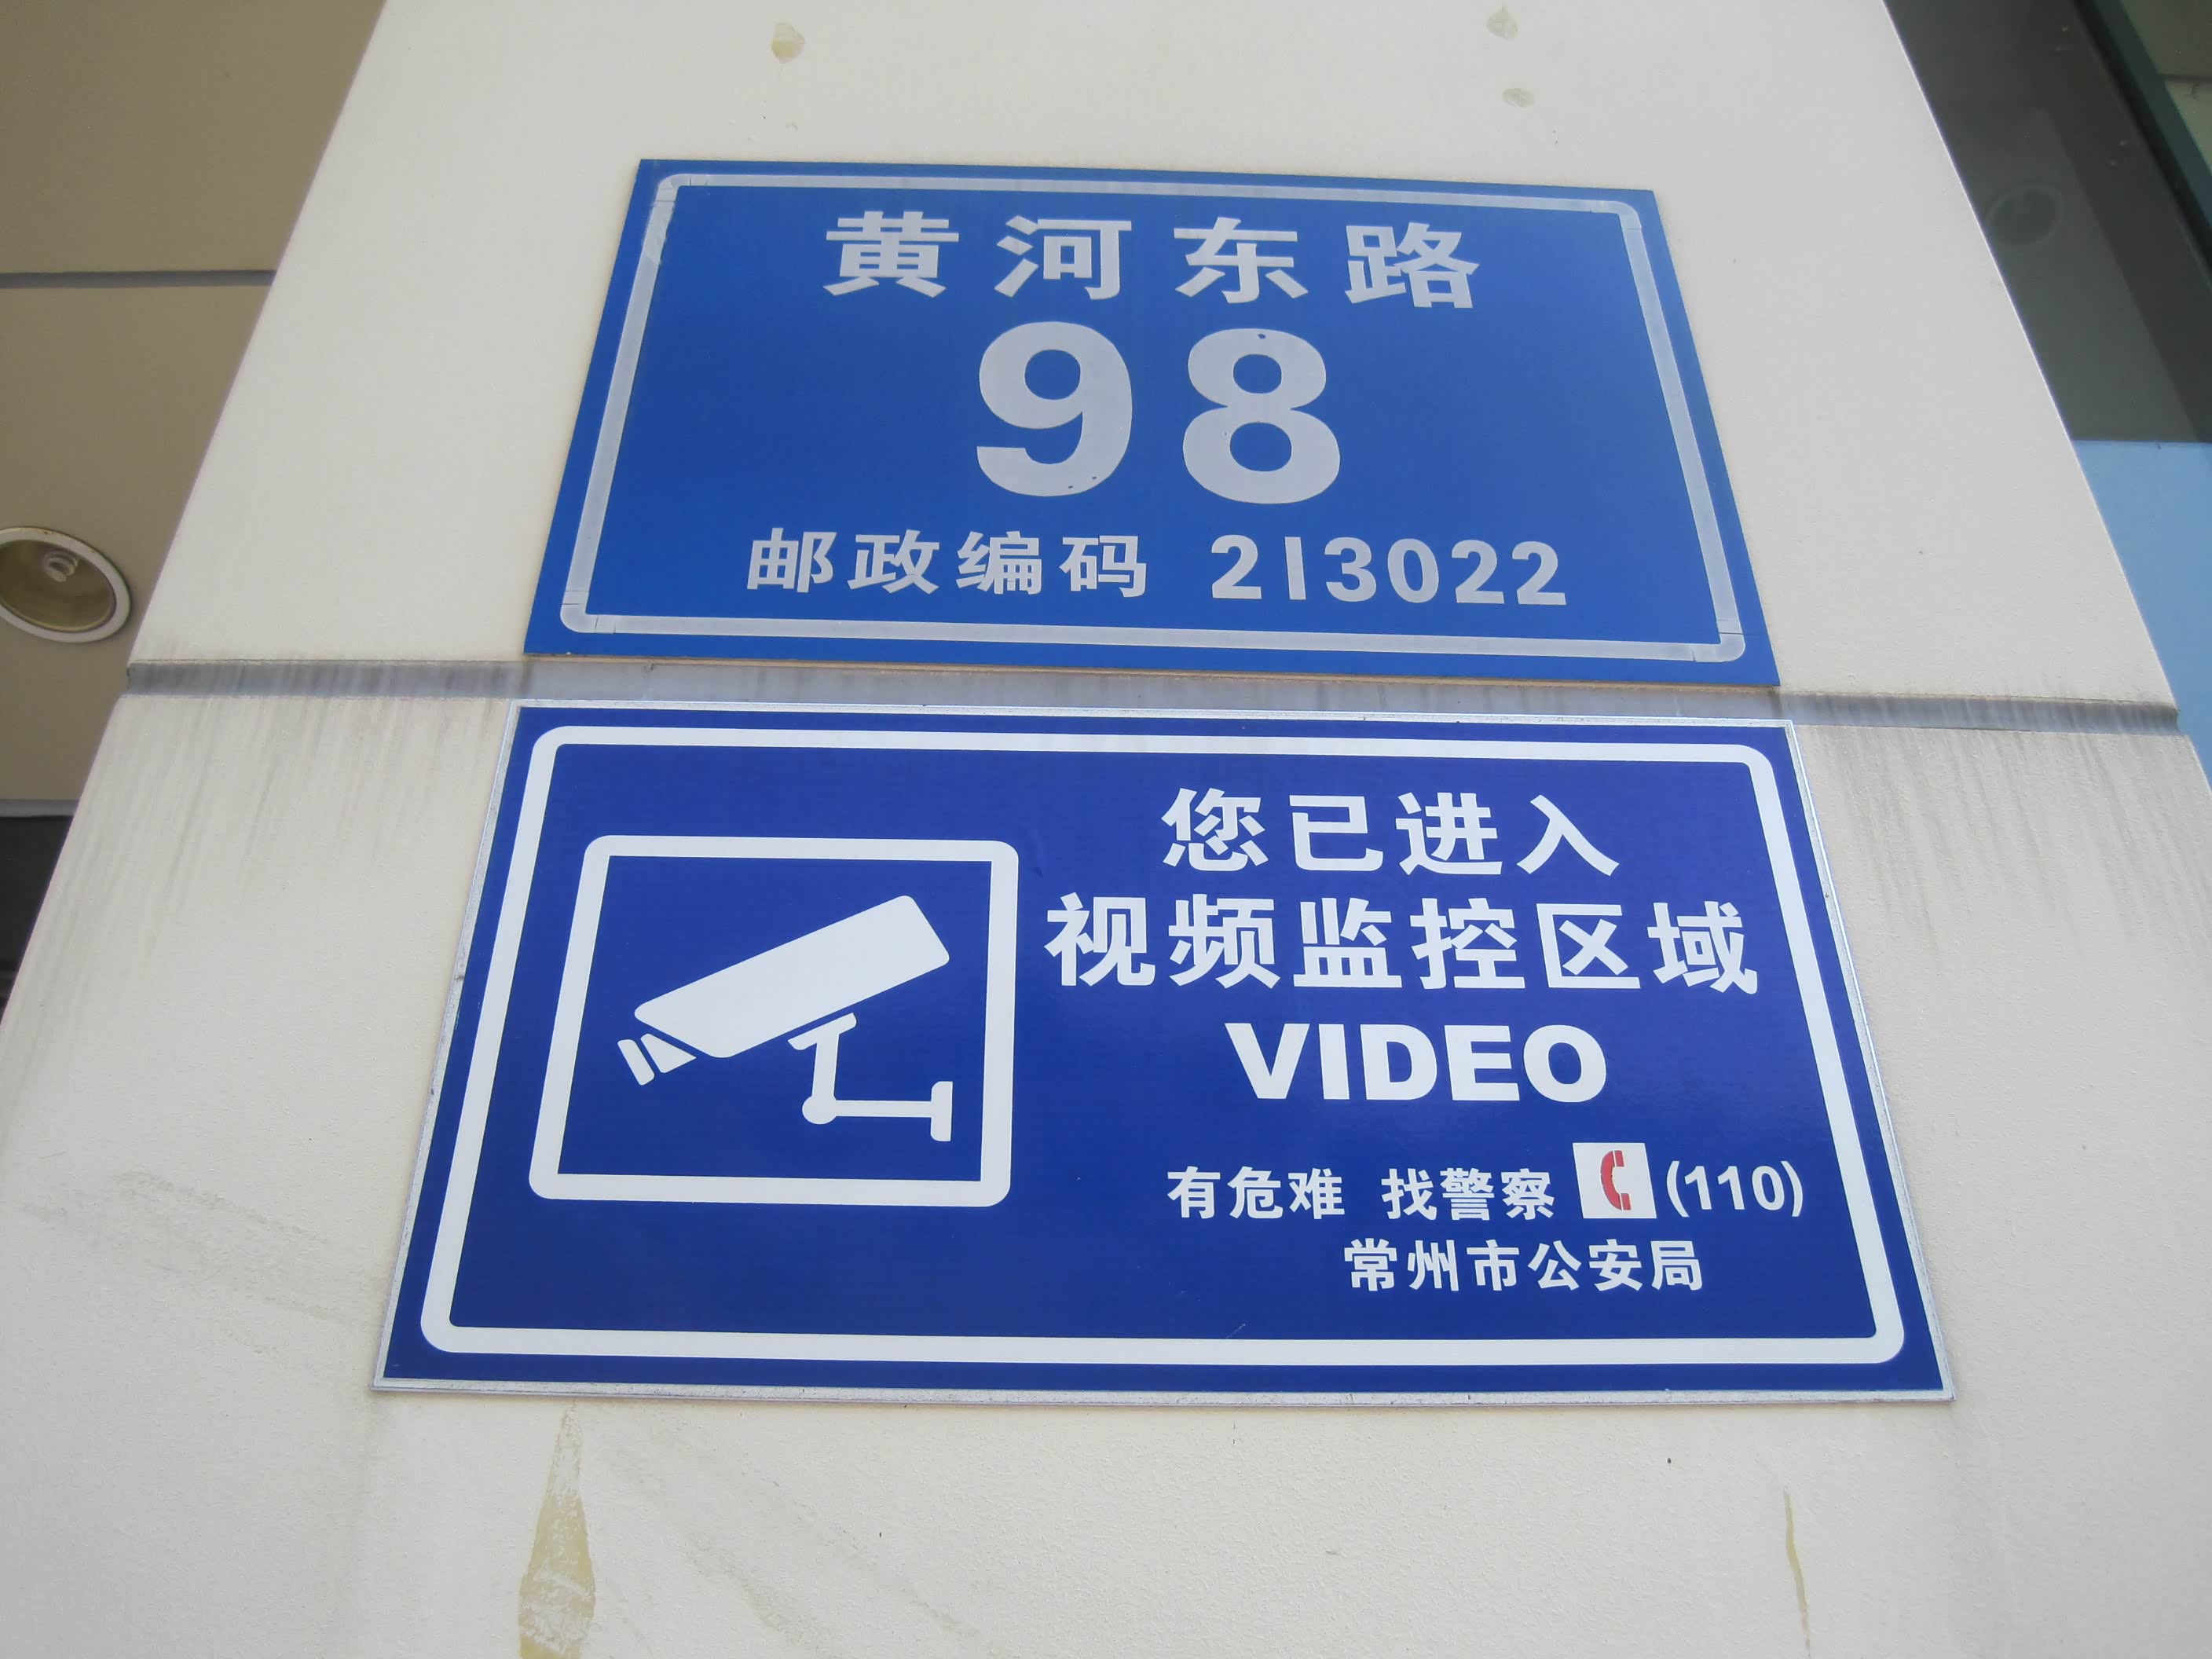 黄河东路
98
邮政编码 213022
您已进入
视频监控区域
VIDEO
有危难 找警察 (110)
常州市公安局